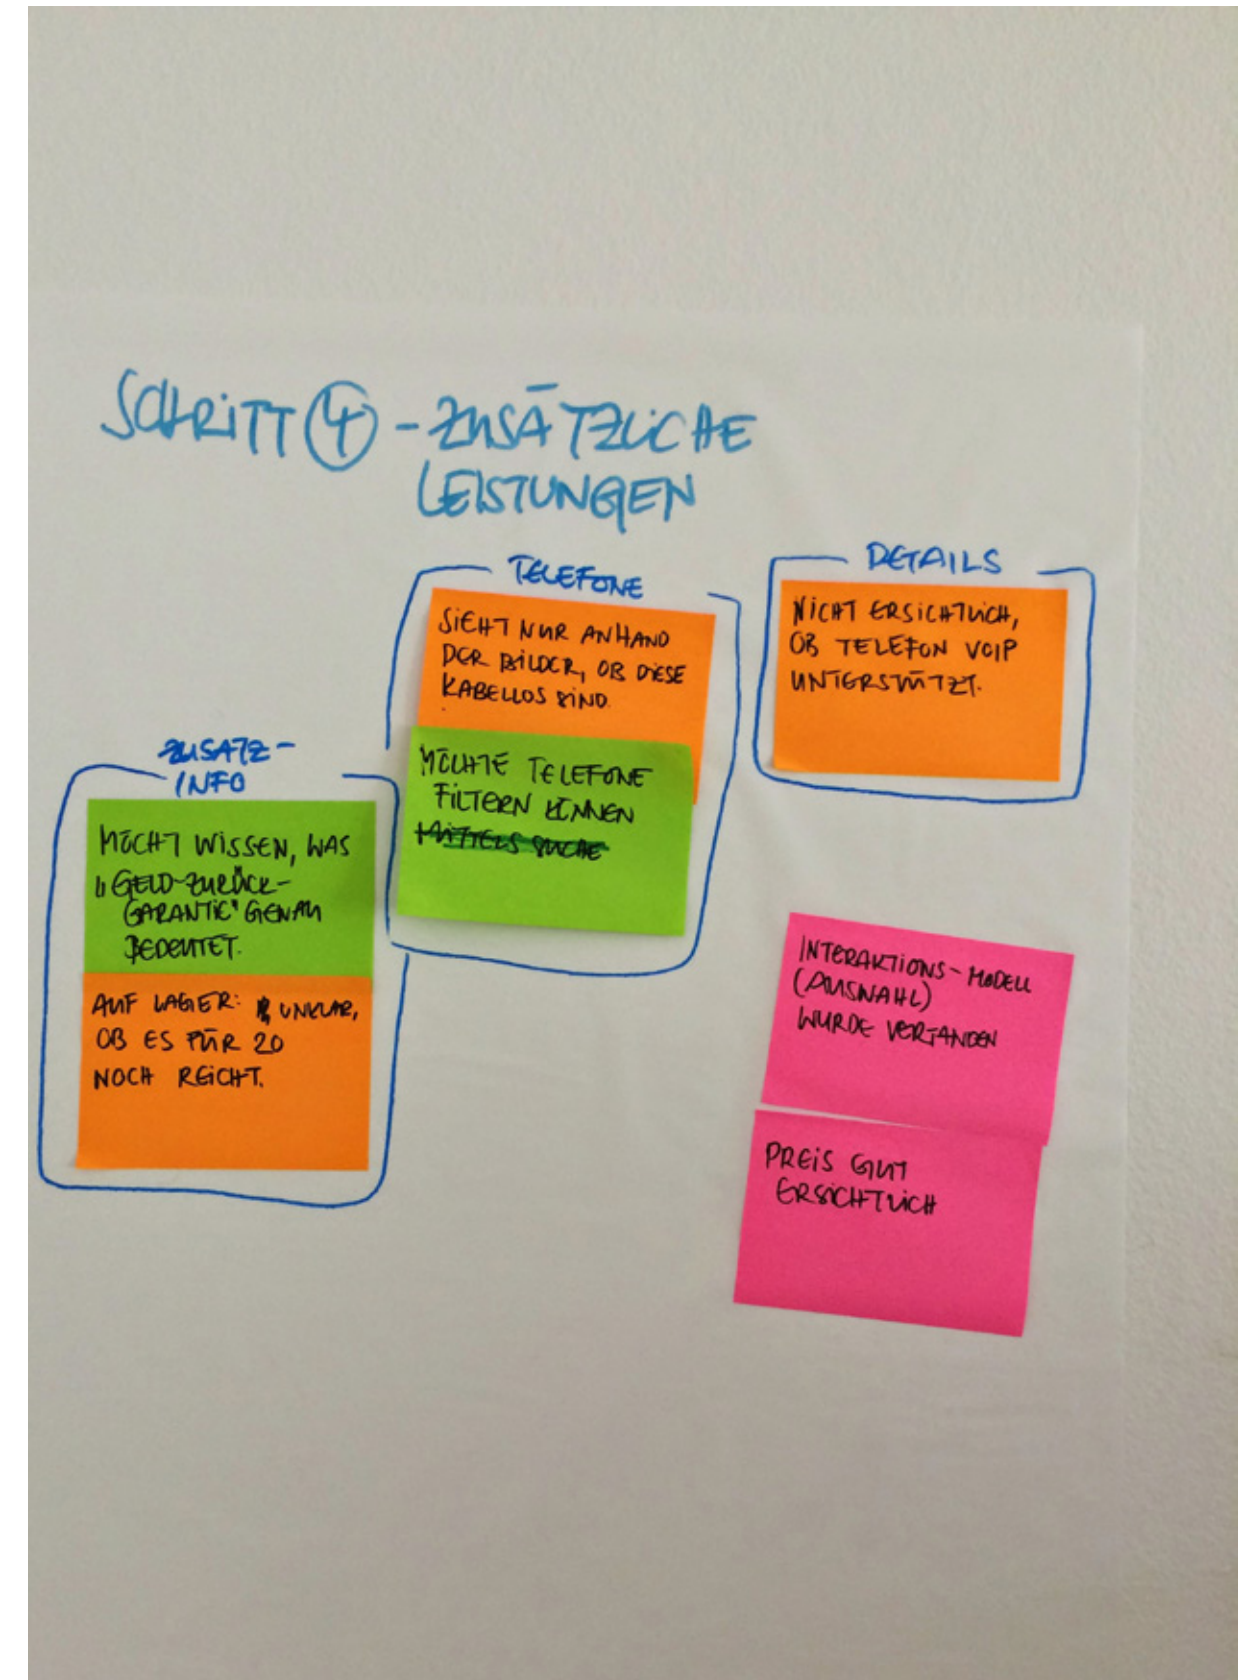 SCHRITT 4 - ZUSÄTZLICHE
LEISTUNGEN
ZUSATZ-
INFO
MÖCHT WISSEN, WAS
"GELD-ZURÜCK-
GARANTIE" GENAU
BEDEUTET.
AUF LAGER: UNKLAR,
OB ES FÜR 20
NOCH REICHT.
TELEFONE
SIEHT NUR ANHAND
DER BILDER, OB DIESE
KABELLOS SIND.
MÖCHTE TELEFONE
FILTERN KÖNNEN
MITTELS SUCHE
DETAILS
NICHT ERSICHTLICH,
OB TELEFON VOIP
UNTERSTÜTZT.
INTERAKTIONS-MODELL
(AUSWAHL)
WURDE VERTANDEN
PREIS GUT
ERSICHTLICH